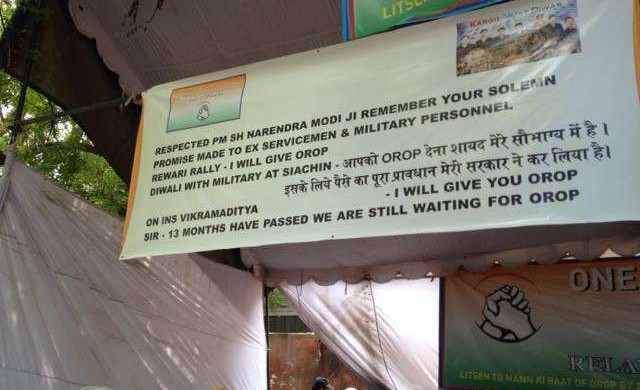 LITSEN
KARGIL VIJAY DIWAS
RESPECTED PM SH NARENDRA MODI JI REMEMBER YOUR SOLEMN
PROMISE MADE TO EX SERVICEMEN & MILITARY PERSONNEL
REWARI RALLY - I WILL GIVE OROP
DIWALI WITH MILITARY AT SIACHIN - आपको OROP देना शायद मेरे सौभाग्य में है ।
इसके लिये पैसे का पूरा प्रावधान मेरी सरकार ने कर लिया है।
ON INS VIKRAMADITYA - I WILL GIVE YOU OROP
SIR - 13 MONTHS HAVE PASSED WE ARE STILL WAITING FOR OROP
ONE
RELA
LITSEN TO MANN KI BAAT OF OROP